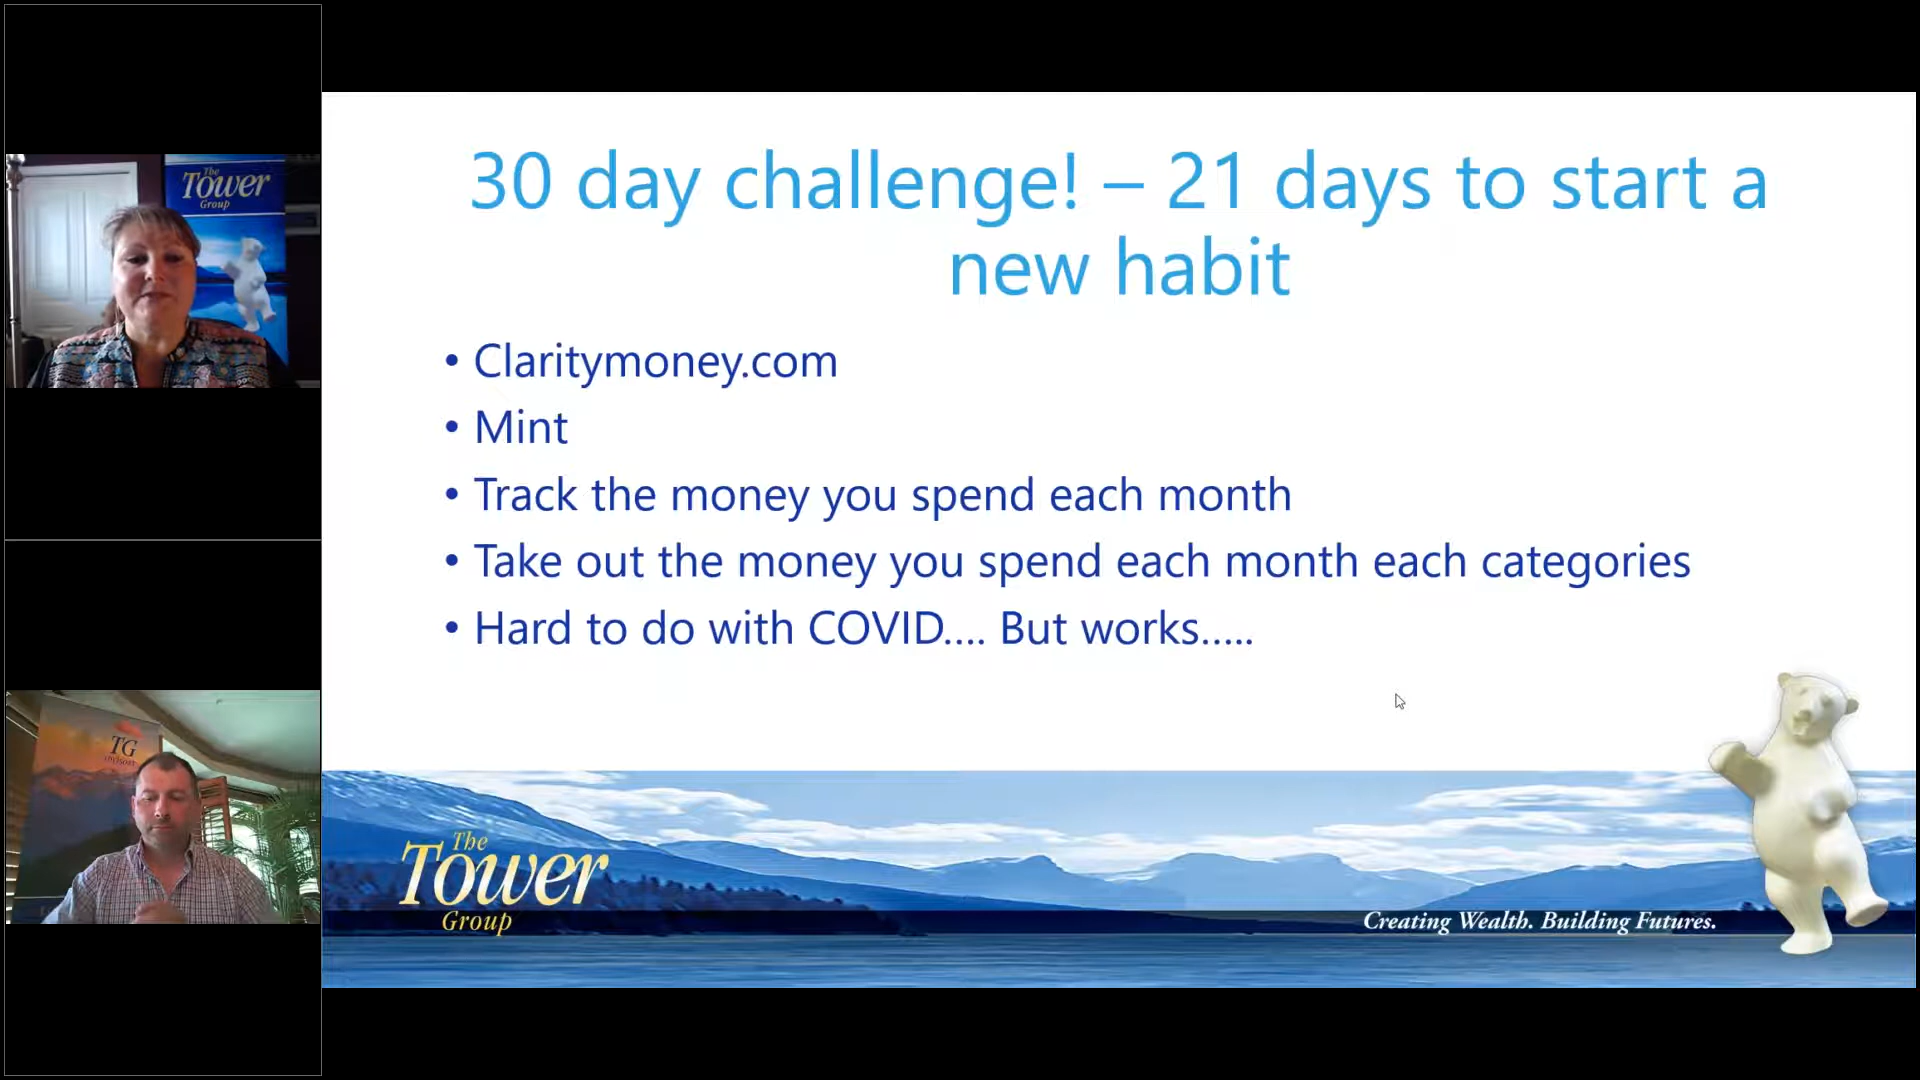 The
Tower
Group
TG
30 day challenge! – 21 days to start a
new habit
• Claritymoney.com
• Mint
• Track the money you spend each month
• Take out the money you spend each month each categories
• Hard to do with COVID.... But works.....
The
Tower
Group
Creating Wealth. Building Futures.